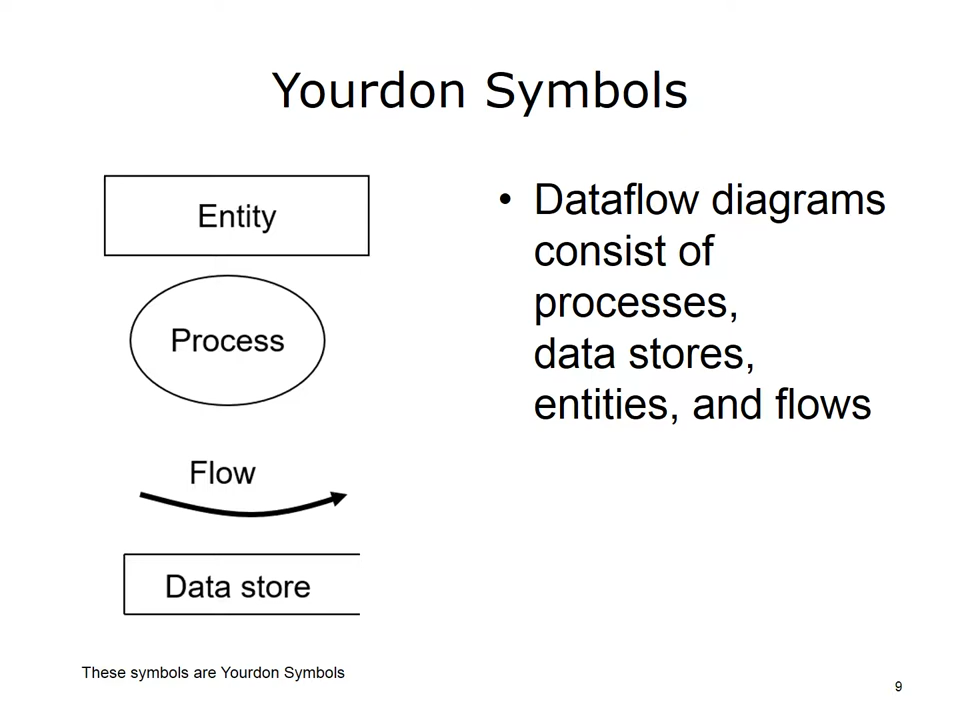 Yourdon Symbols
Entity
Process
Flow
Data store
• Dataflow diagrams
consist of
processes,
data stores,
entities, and flows
These symbols are Yourdon Symbols
9